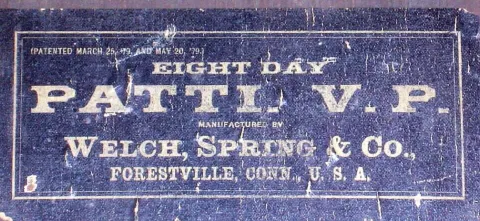 (PATENTED MARCH 25, '79, AND MAY 20, '79.)
EIGHT DAY
PATTI. V. P.
MANUFACTURED BY
WELCH, SPRING & CO.,
FORESTVILLE, CONN., U. S. A.